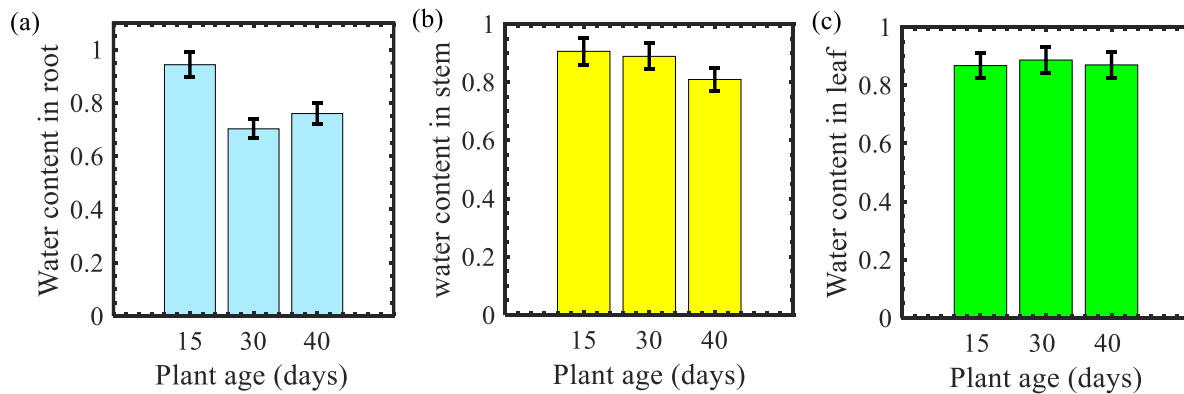 (a)
Water content in root
1
0.8
0.6
0.4
0.2
0
15 30 40
Plant age (days)
(b)
water content in stem
1
0.8
0.6
0.4
0.2
0
15 30 40
Plant age (days)
(c)
Water content in leaf
1
0.8
0.6
0.4
0.2
0
15 30 40
Plant age (days)